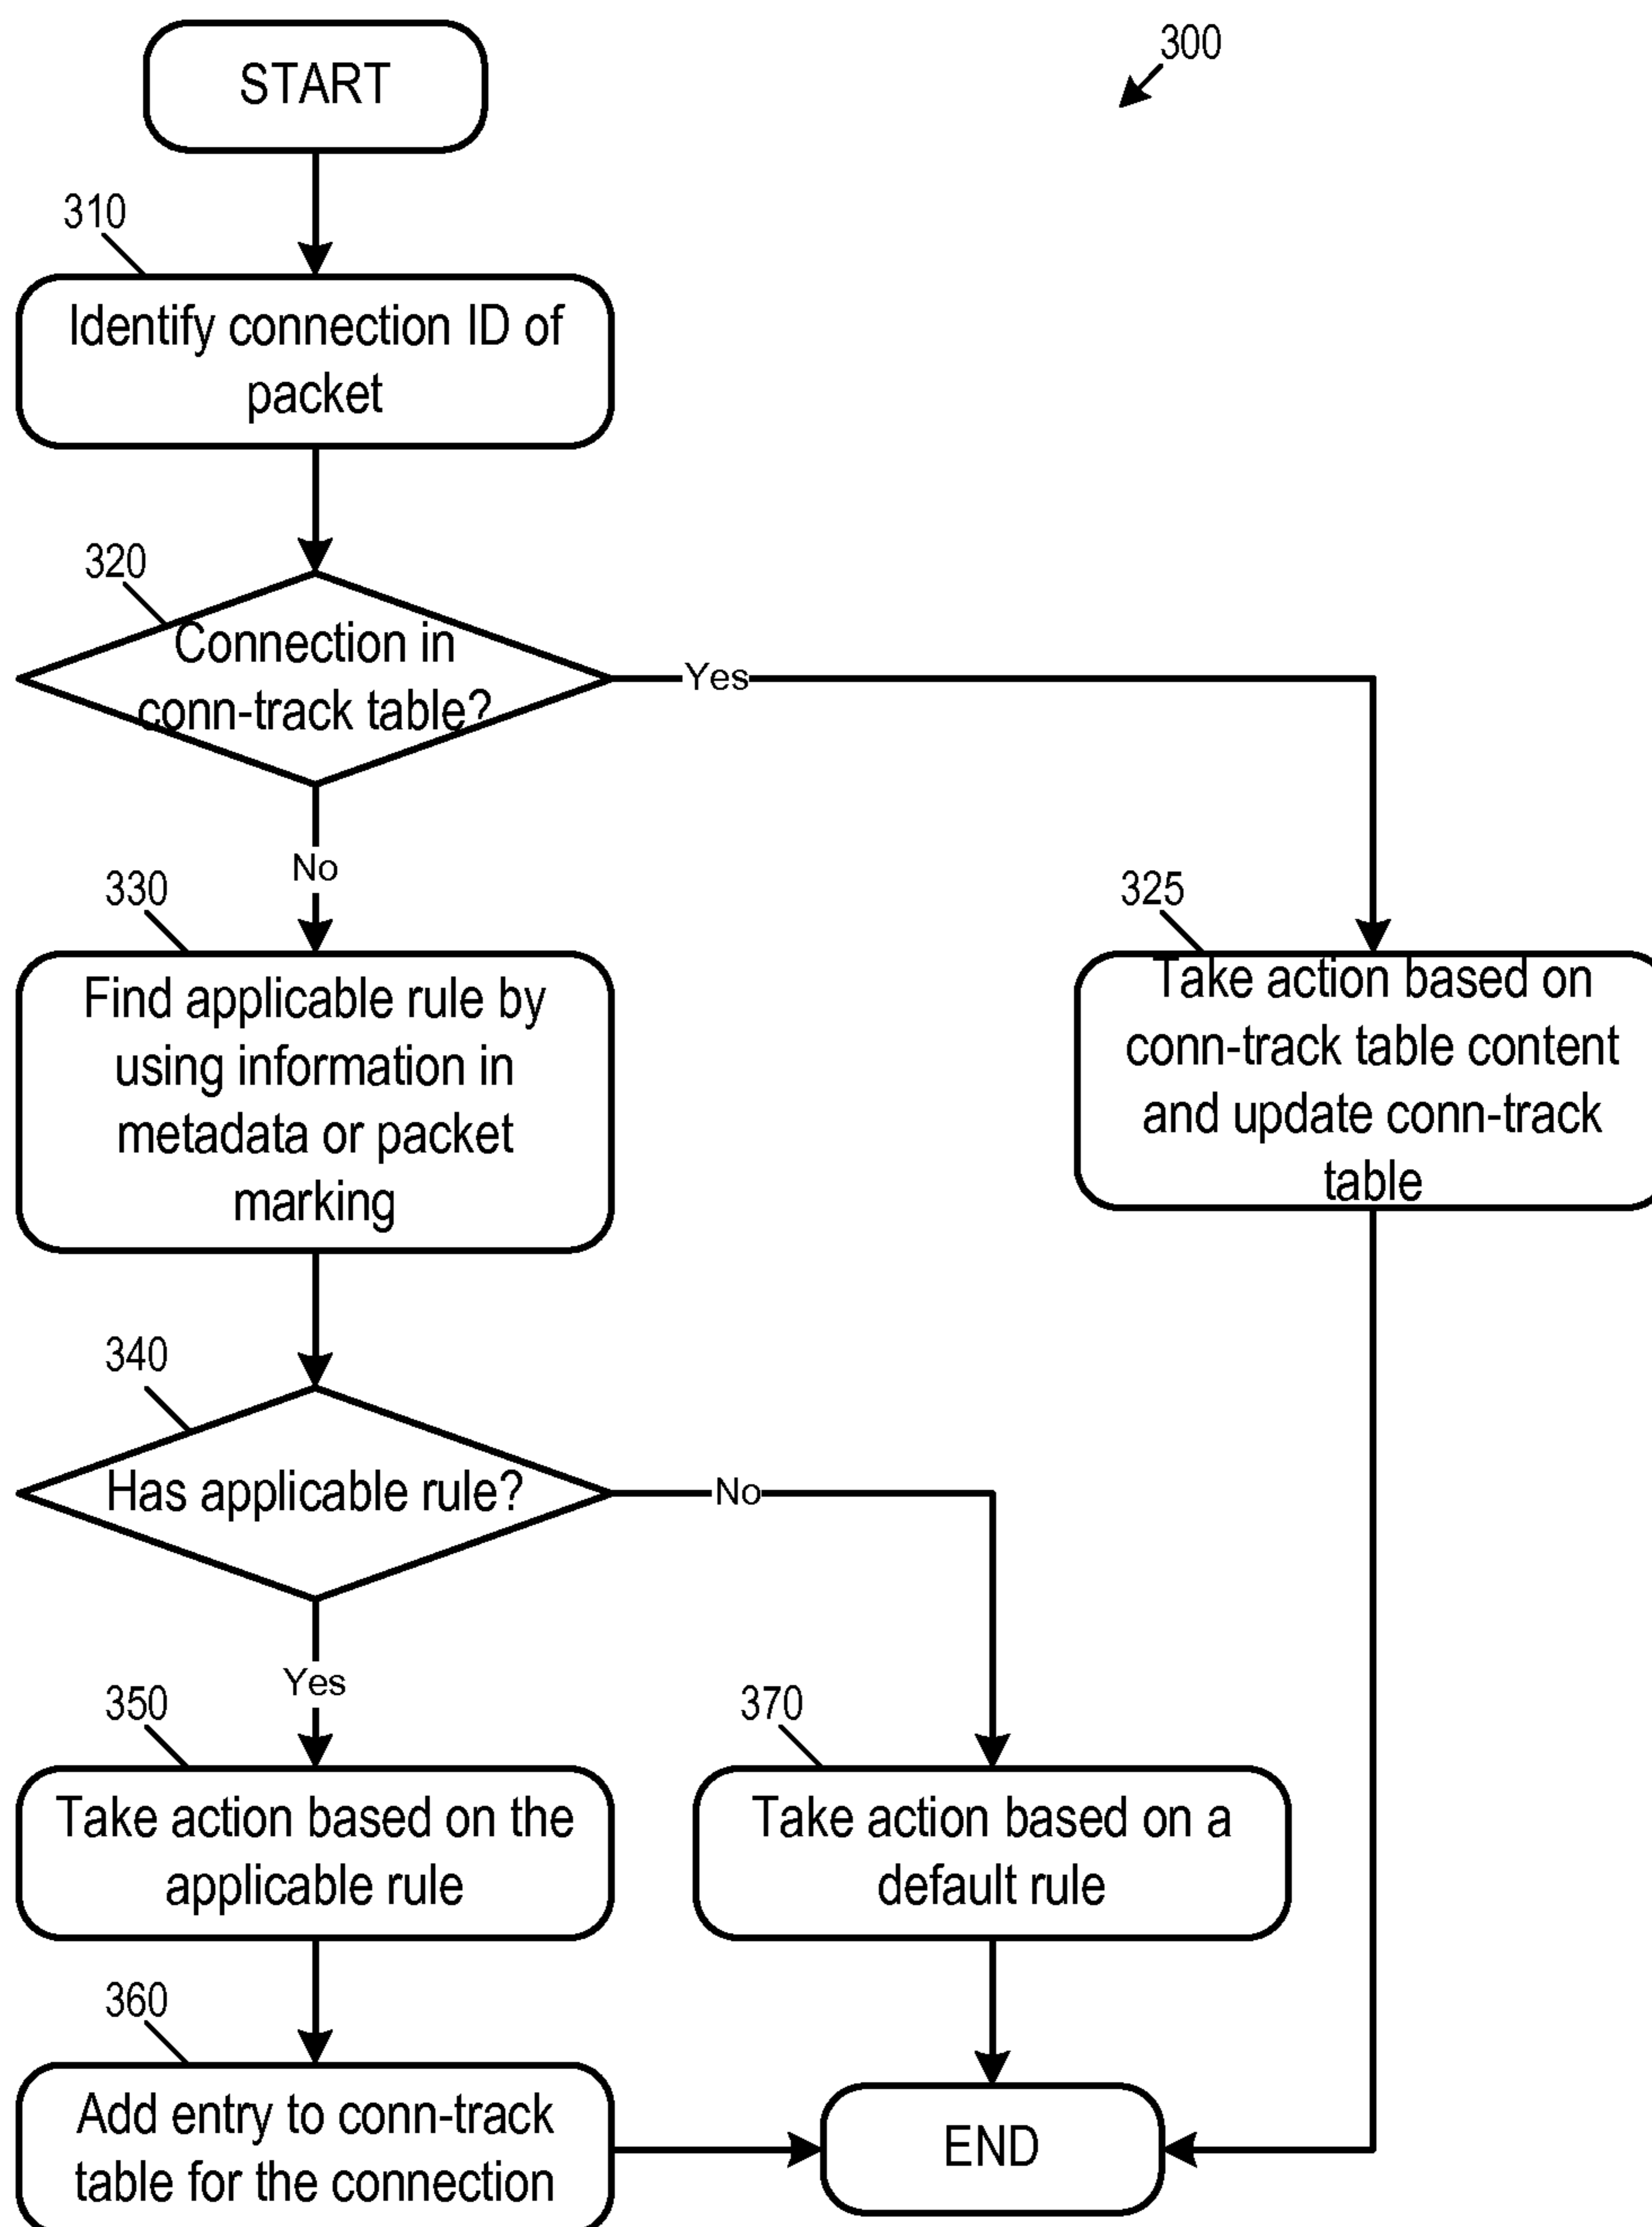 START
300
310
Identify connection ID of
packet
320
Connection in
conn-track table?
Yes
No
330
Find applicable rule by
using information in
metadata or packet
marking
325
Take action based on
conn-track table content
and update conn-track
table
340
Has applicable rule?
No
Yes
350
Take action based on the
applicable rule
370
Take action based on a
default rule
360
Add entry to conn-track
table for the connection
END